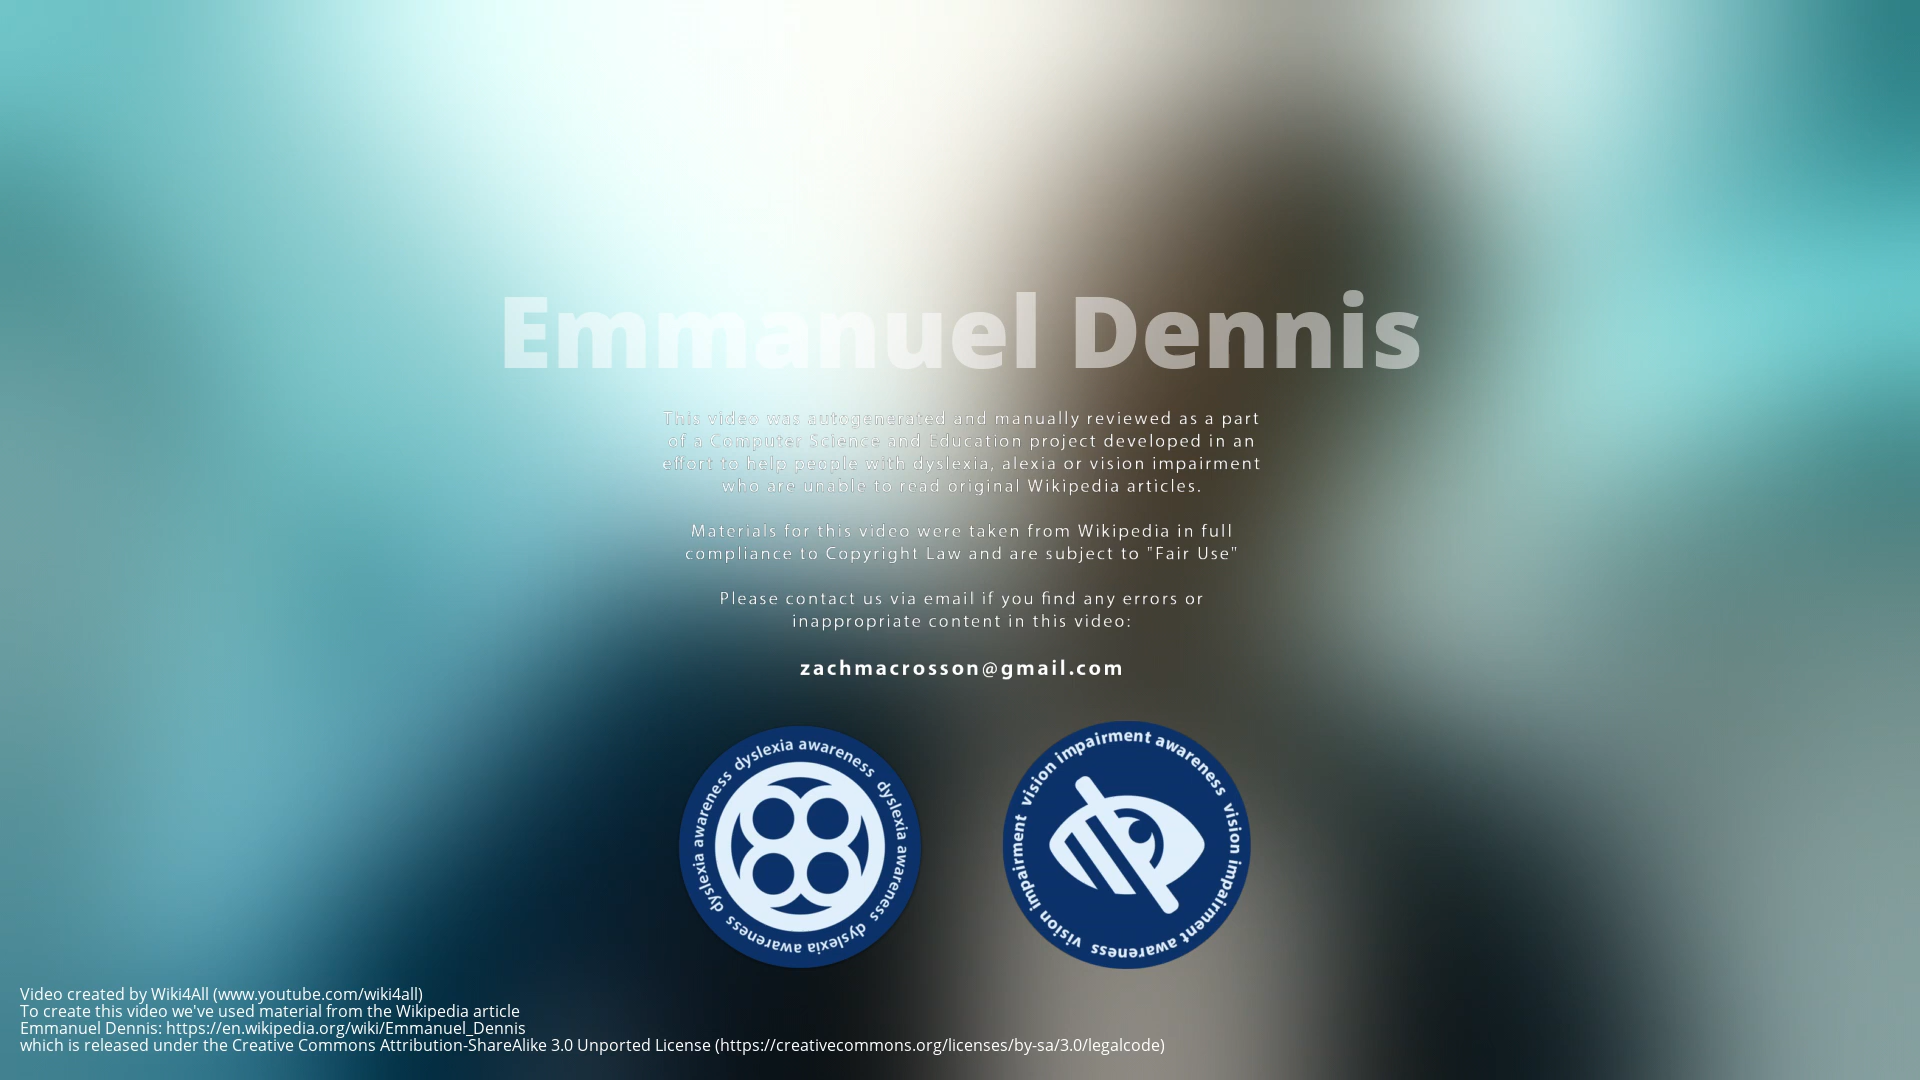 Emmanuel Dennis
This video was autogenerated and manually reviewed as a part
of a Computer Science and Education project developed in an
effort to help people with dyslexia, alexia or vision impairment
who are unable to read original Wikipedia articles.
Materials for this video were taken from Wikipedia in full
compliance to Copyright Law and are subject to "Fair Use"
Please contact us via email if you find any errors or
inappropriate content in this video:
zachmacrosson@gmail.com
dyslexia awareness dyslexia awareness dyslexia awareness dyslexia awareness
vision impairment awareness vision impairment awareness vision impairment
Video created by Wiki4All (www.youtube.com/wiki4all)
To create this video we've used material from the Wikipedia article
Emmanuel Dennis: https://en.wikipedia.org/wiki/Emmanuel_Dennis
which is released under the Creative Commons Attribution-ShareAlike 3.0 Unported License (https://creativecommons.org/licenses/by-sa/3.0/legalcode)